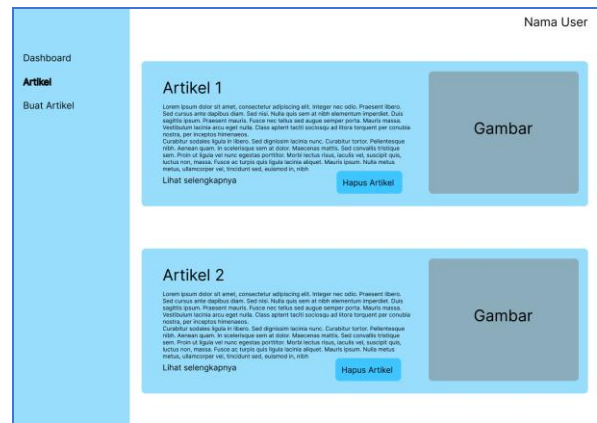 Nama User
Dashboard
Artikel
Buat Artikel
Artikel 1
Lorem ipsum dolor sit amet, consectetur adipiscing elit. Integer nec odio. Praesent libero.
Sed cursus ante dapibus diam. Sed nisi. Nulla quis sem at nibh elementum imperdiet. Duis
sagittis ipsum. Praesent mauris. Fusce nec tellus sed augue semper porta. Mauris massa.
Vestibulum lacinia arcu eget nulla. Class aptent taciti sociosqu ad litora torquent per conubia
nostra, per inceptos himenaeos.
Curabitur sodales ligula in libero. Sed dignissim lacinia nunc. Curabitur tortor. Pellentesque
nibh. Aenean quam. In scelerisque sem at dolor. Maecenas mattis. Sed convallis tristique
sem. Proin ut ligula vel nunc egestas porttitor. Morbi lectus risus, iaculis vel, suscipit quis,
luctus non, massa. Fusce ac turpis quis ligula lacinia aliquet. Mauris ipsum. Nulla metus
metus, ullamcorper vel, tincidunt sed, euismod in, nibh
Lihat selengkapnya
Hapus Artikel
Gambar
Artikel 2
Lorem ipsum dolor sit amet, consectetur adipiscing elit. Integer nec odio. Praesent libero.
Sed cursus ante dapibus diam. Sed nisi. Nulla quis sem at nibh elementum imperdiet. Duis
sagittis ipsum. Praesent mauris. Fusce nec tellus sed augue semper porta. Mauris massa.
Vestibulum lacinia arcu eget nulla. Class aptent taciti sociosqu ad litora torquent per conubia
nostra, per inceptos himenaeos.
Curabitur sodales ligula in libero. Sed dignissim lacinia nunc. Curabitur tortor. Pellentesque
nibh. Aenean quam. In scelerisque sem at dolor. Maecenas mattis. Sed convallis tristique
sem. Proin ut ligula vel nunc egestas porttitor. Morbi lectus risus, iaculis vel, suscipit quis,
luctus non, massa. Fusce ac turpis quis ligula lacinia aliquet. Mauris ipsum. Nulla metus
metus, ullamcorper vel, tincidunt sed, euismod in, nibh
Lihat selengkapnya
Hapus Artikel
Gambar